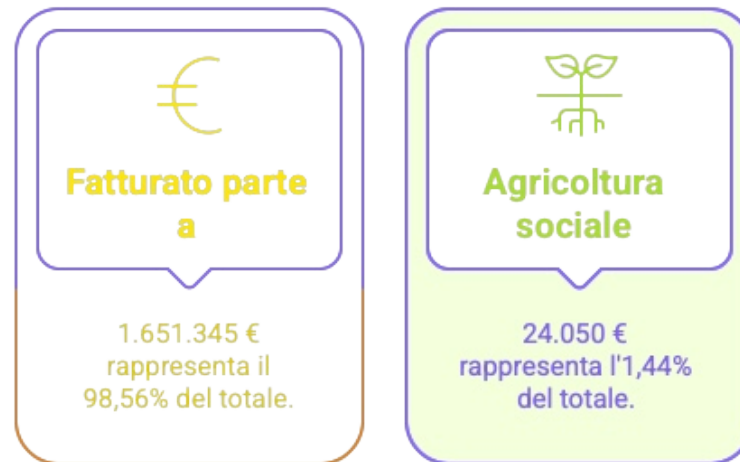 Fatturato parte
a
1.651.345 €
rappresenta il
98,56% del totale.
Agricoltura
sociale
24.050 €
rappresenta l'1,44%
del totale.